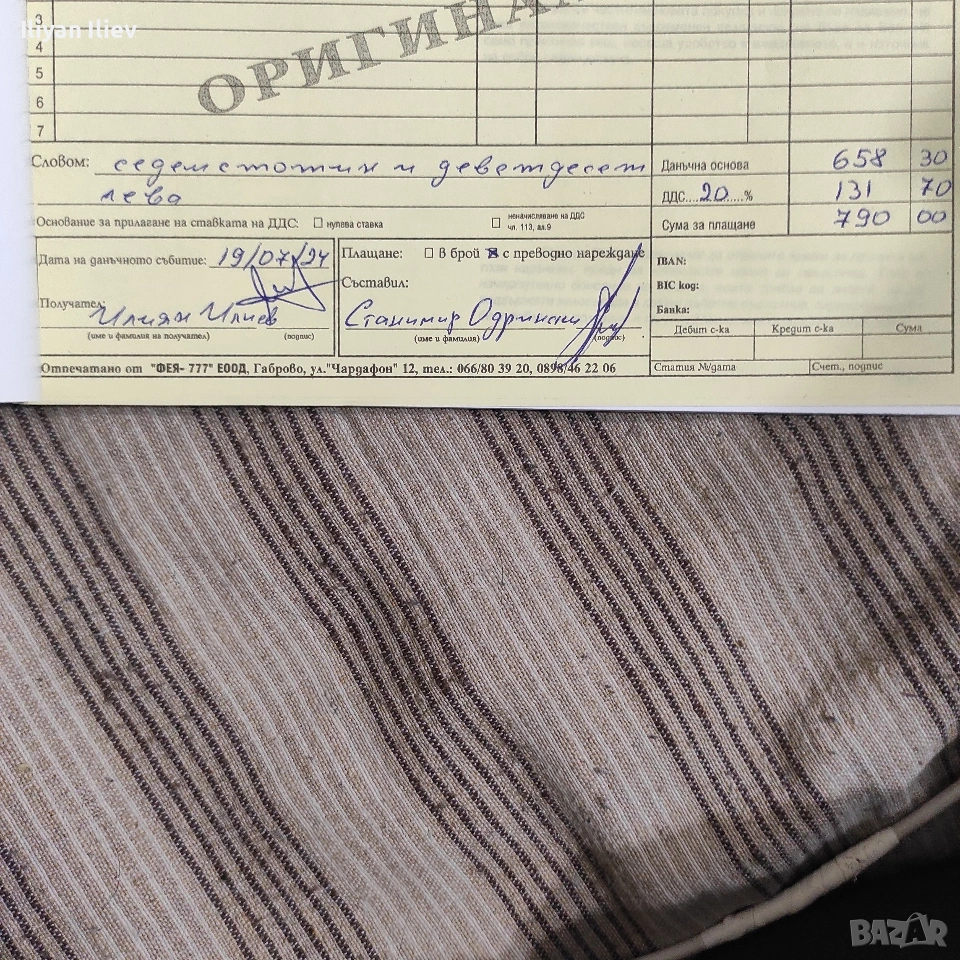 3
Iliyan Iliev
4
ОРИГИНА
5
6
7
Словом: седемстотин и деветдесет
лева
Данъчна основа 658 30
ДДС....20....% 131 70
Сума за плащане 790 00
Основание за прилагане на ставката на ДДС: ☐ нулева ставка ☐ неначисляване на ДДС
чл. 113, ал.9
Дата на данъчното събитие: 19/07/24
Получател: Илиян Илиев
(име и фамилия на получател) (подпис)
Плащане: ☐ в брой ☒ с преводно нареждане
Съставил:
Станимир Одрински
(име и фамилия) (подпис)
IBAN:
BIC код:
Банка:
Дебит с-ка Кредит с-ка Сума
Статия №/дата Счет., подпис
Отпечатано от "ФЕЯ- 777" ЕООД, Габрово, ул."Чардафон" 12, тел.: 066/80 39 20, 0898/46 22 06
BAZAR